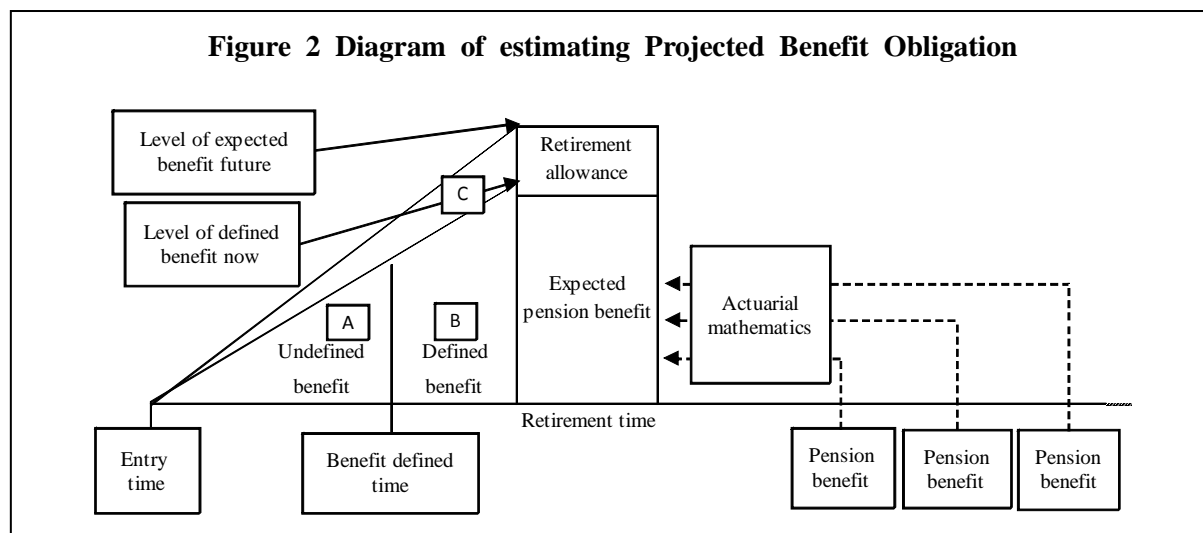 Figure 2 Diagram of estimating Projected Benefit Obligation
Level of expected
benefit future
Retirement
allowance
C
Level of defined
benefit now
Expected
pension benefit
Actuarial
mathematics
A
B
Undefined
benefit
Defined
benefit
Retirement time
Entry
time
Benefit defined
time
Pension
benefit
Pension
benefit
Pension
benefit